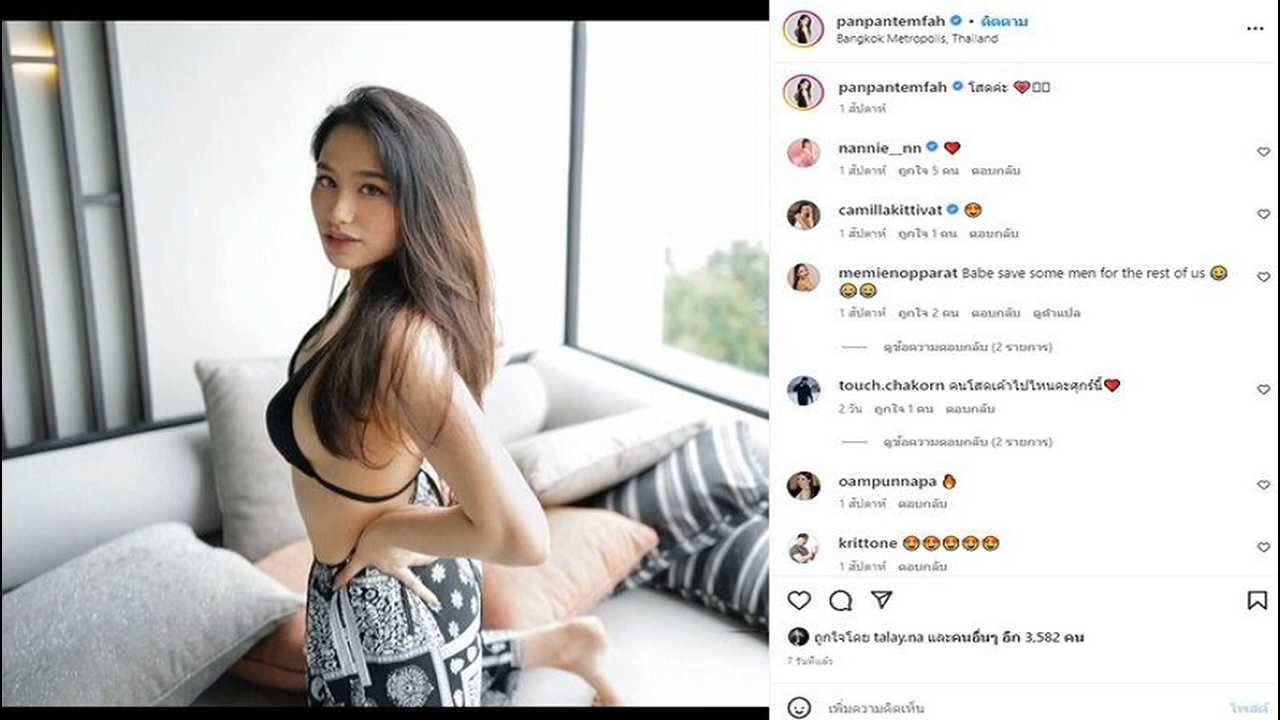 panpantemfah • ติดตาม
Bangkok Metropolis, Thailand
panpantemfah โสดค่ะ
1 สัปดาห์
nannie__nn
1 สัปดาห์ ถูกใจ 5 คน ตอบกลับ
camillakittivat
1 สัปดาห์ ถูกใจ 1 คน ตอบกลับ
memienopparat Babe save some men for the rest of us 😂
😂😂
1 สัปดาห์ ถูกใจ 2 คน ตอบกลับ ดูคำแปล
ดูข้อความตอบกลับ (2 รายการ)
touch.chakorn คนโสดเค้าไปไหนคะศุกร์นี้❤️
2 วัน ถูกใจ 1 คน ตอบกลับ
ดูข้อความตอบกลับ (2 รายการ)
oampunnapa 🔥
1 สัปดาห์ ตอบกลับ
krittone 😍😍😍😍😍
1 สัปดาห์ ตอบกลับ
ถูกใจโดย talay.na และคนอื่นๆ อีก 3,582 คน
7 วันที่แล้ว
เพิ่มความคิดเห็น โพสต์